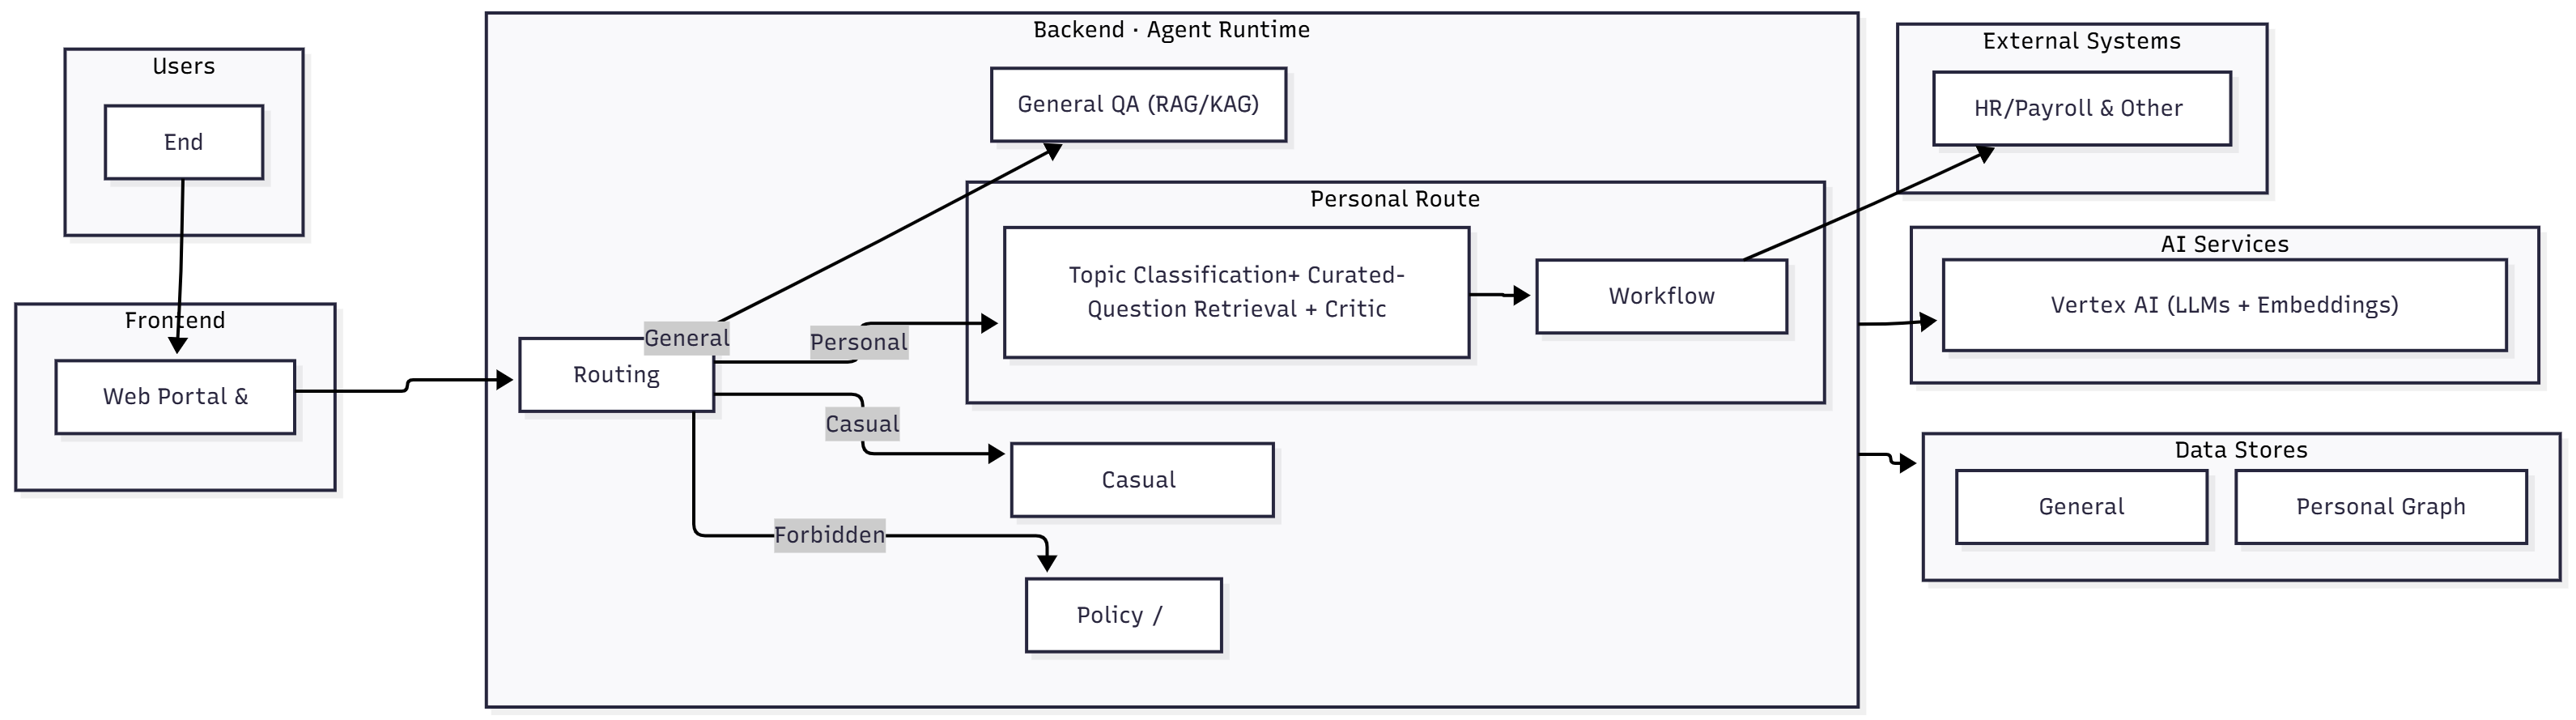 Users
End
Frontend
Web Portal &
Backend · Agent Runtime
General QA (RAG/KAG)
Personal Route
Topic Classification+ Curated-
Question Retrieval + Critic
Workflow
General
Personal
Routing
Casual
Casual
Forbidden
Policy /
External Systems
HR/Payroll & Other
AI Services
Vertex AI (LLMs + Embeddings)
Data Stores
General
Personal Graph